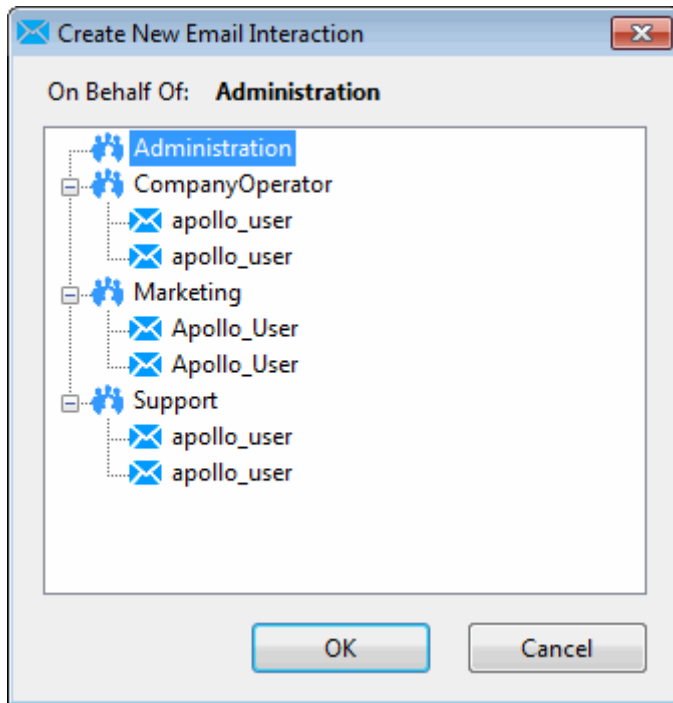 Create New Email Interaction
On Behalf Of: Administration
Administration
CompanyOperator
apollo_user
apollo_user
Marketing
Apollo_User
Apollo_User
Support
apollo_user
apollo_user
OK Cancel